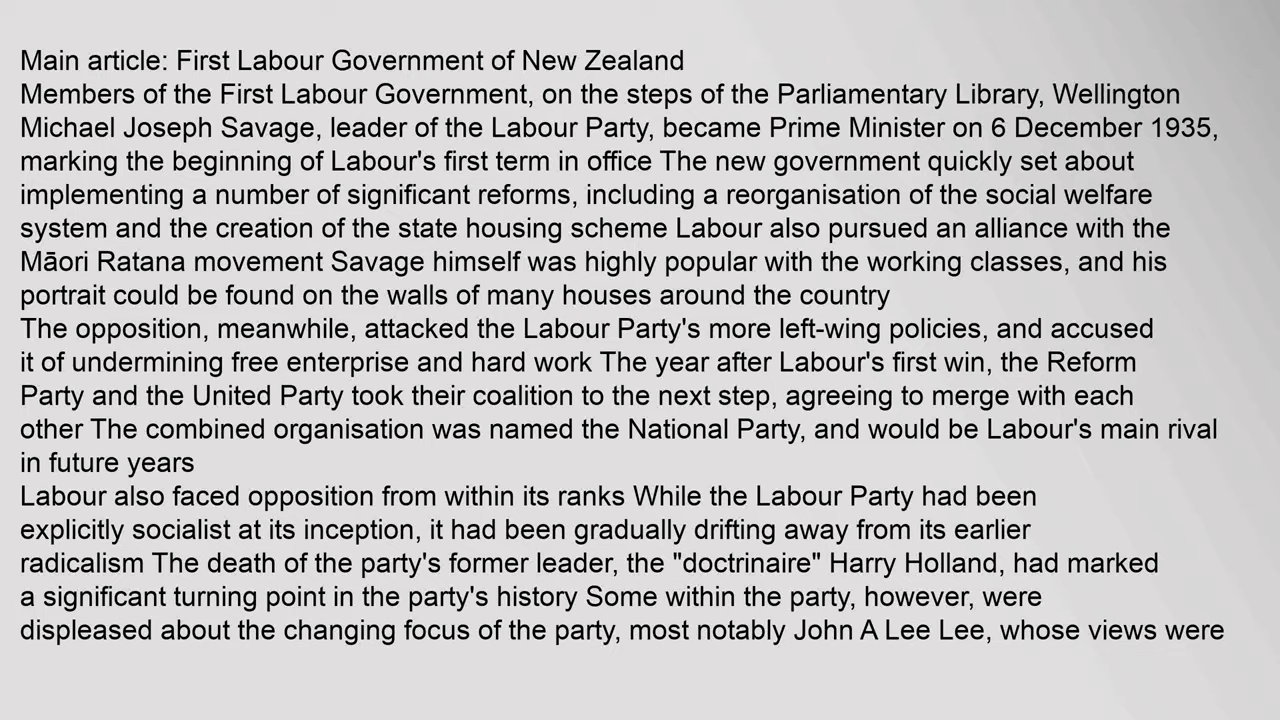 Main article: First Labour Government of New Zealand
Members of the First Labour Government, on the steps of the Parliamentary Library, Wellington
Michael Joseph Savage, leader of the Labour Party, became Prime Minister on 6 December 1935,
marking the beginning of Labour's first term in office The new government quickly set about
implementing a number of significant reforms, including a reorganisation of the social welfare
system and the creation of the state housing scheme Labour also pursued an alliance with the
Māori Ratana movement Savage himself was highly popular with the working classes, and his
portrait could be found on the walls of many houses around the country
The opposition, meanwhile, attacked the Labour Party's more left-wing policies, and accused
it of undermining free enterprise and hard work The year after Labour's first win, the Reform
Party and the United Party took their coalition to the next step, agreeing to merge with each
other The combined organisation was named the National Party, and would be Labour's main rival
in future years
Labour also faced opposition from within its ranks While the Labour Party had been
explicitly socialist at its inception, it had been gradually drifting away from its earlier
radicalism The death of the party's former leader, the "doctrinaire" Harry Holland, had marked
a significant turning point in the party's history Some within the party, however, were
displeased about the changing focus of the party, most notably John A Lee Lee, whose views were